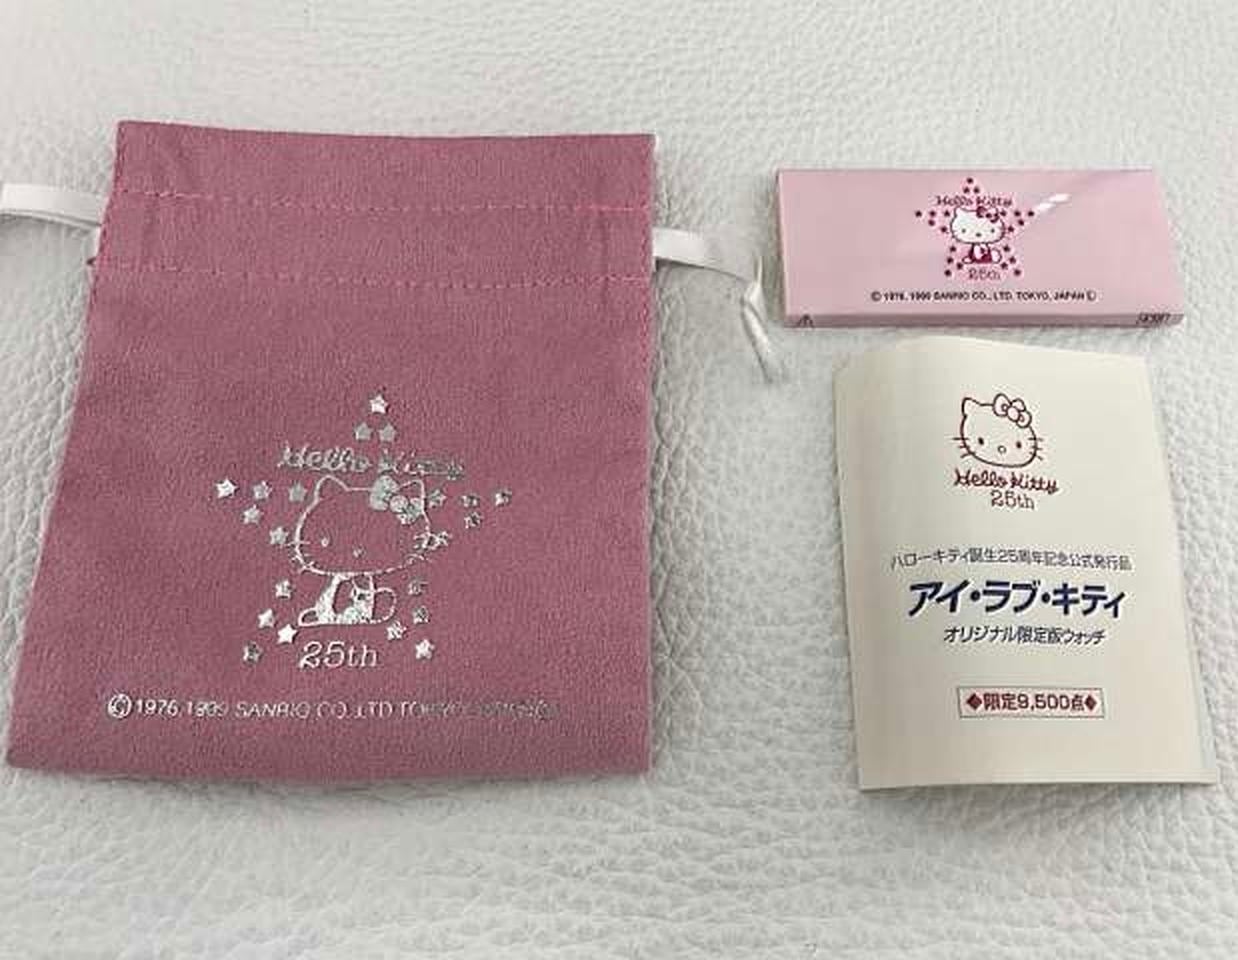 Hello Kitty
25th
©1976,1999 SANRIO CO.,LTD TOKYO, JAPAN
Hello Kitty
25th
© 1976, 1999 SANRIO CO., LTD. TOKYO, JAPAN Ⓛ
Hello Kitty
25th
ハローキティ誕生25周年記念公式発行品
アイ・ラブ・キティ
オリジナル限定版ウォッチ
◆限定9,500点◆